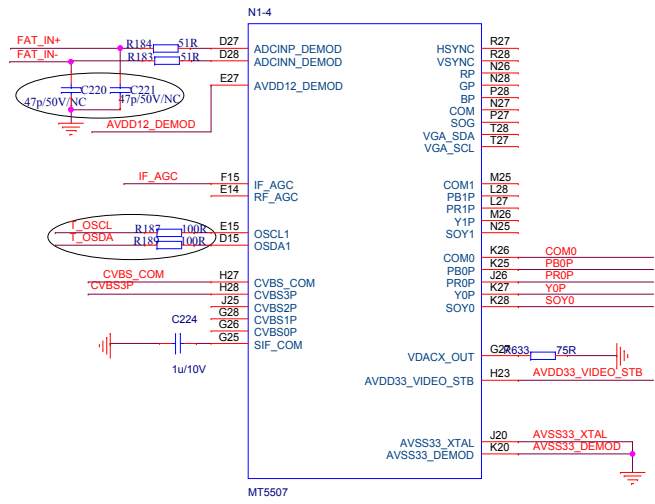 N1-4
FAT_IN+ R184 51R D27 ADCINP_DEMOD
FAT_IN- R183 51R D28 ADCINN_DEMOD
E27 AVDD12_DEMOD
C220 C221
47p/50V/NC 47p/50V/NC
AVDD12_DEMOD
IF_AGC F15 IF_AGC
E14 RF_AGC
T_OSCL R187 100R E15 OSCL1
T_OSDA R189 100R D15 OSDA1
CVBS_COM H27 CVBS_COM
CVBS3P H28 CVBS3P
J25 CVBS2P
G28 CVBS1P
G26 CVBS0P
C224 G25 SIF_COM
1u/10V
HSYNC R27
VSYNC R28
RP N26
GP N28
BP P28
COM N27
SOG P27
VGA_SDA T28
VGA_SCL T27
COM1 M25
PB1P L28
PR1P L27
Y1P M26
SOY1 N25
COM0 K26 COM0
PB0P K25 PB0P
PR0P J26 PR0P
Y0P K27 Y0P
SOY0 K28 SOY0
VDACX_OUT G27 R633 75R
AVDD33_VIDEO_STB H23 AVDD33_VIDEO_STB
AVSS33_XTAL J20 AVSS33_XTAL
AVSS33_DEMOD K20 AVSS33_DEMOD
MT5507